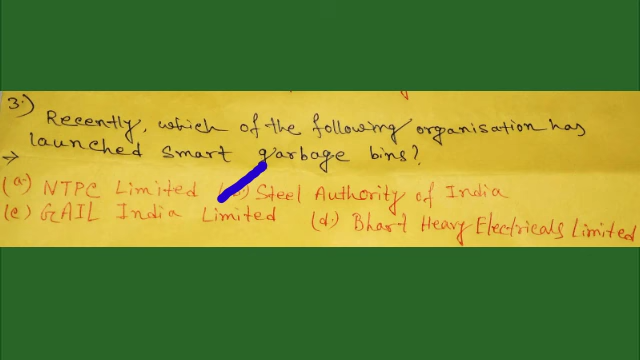 3.)
Recently, which of the following organisation has
launched smart garbage bins?
→
(a.) NTPC Limited Steel Authority of India
(c) GAIL India Limited (d.) Bhart Heavy Electricals Limited